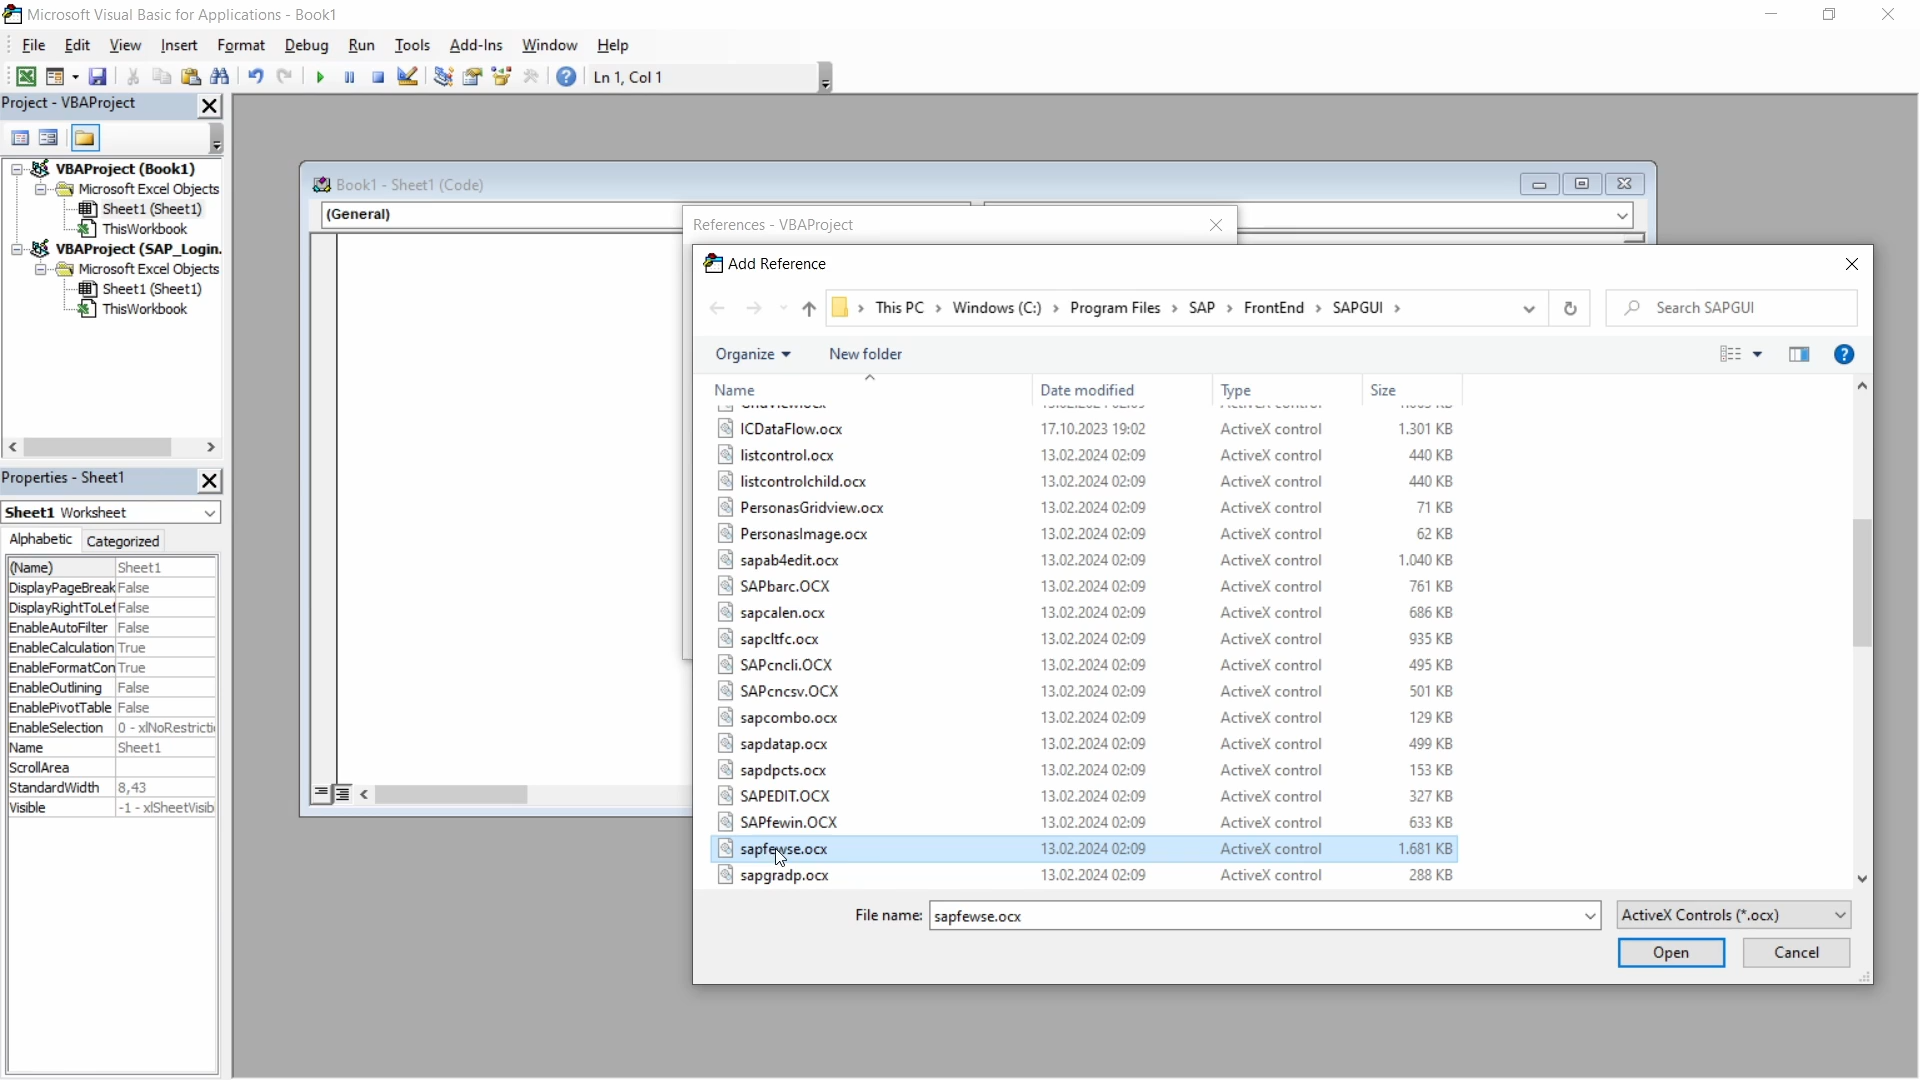 Microsoft Visual Basic for Applications - Book1
File Edit View Insert Format Debug Run Tools Add-Ins Window Help
Ln 1, Col 1
Project - VBAProject
VBAProject (Book1)
Microsoft Excel Objects
Sheet1 (Sheet1)
ThisWorkbook
VBAProject (SAP_Login.
Microsoft Excel Objects
Sheet1 (Sheet1)
ThisWorkbook
Properties - Sheet1
Sheet1 Worksheet
Alphabetic Categorized
(Name) Sheet1
DisplayPageBreak False
DisplayRightToLef False
EnableAutoFilter False
EnableCalculation True
EnableFormatCon True
EnableOutlining False
EnablePivotTable False
EnableSelection 0 - xlNoRestricti
Name Sheet1
ScrollArea
StandardWidth 8,43
Visible -1 - xlSheetVisib
Book1 - Sheet1 (Code)
(General)
References - VBAProject
Add Reference
This PC > Windows (C:) > Program Files > SAP > FrontEnd > SAPGUI >
Search SAPGUI
Organize New folder
Name Date modified Type Size
ICDataFlow.ocx 17.10.2023 19:02 ActiveX control 1.301 KB
listcontrol.ocx 13.02.2024 02:09 ActiveX control 440 KB
listcontrolchild.ocx 13.02.2024 02:09 ActiveX control 440 KB
PersonasGridview.ocx 13.02.2024 02:09 ActiveX control 71 KB
PersonasImage.ocx 13.02.2024 02:09 ActiveX control 62 KB
sapab4edit.ocx 13.02.2024 02:09 ActiveX control 1.040 KB
SAPbarc.OCX 13.02.2024 02:09 ActiveX control 761 KB
sapcalen.ocx 13.02.2024 02:09 ActiveX control 686 KB
sapcltfc.ocx 13.02.2024 02:09 ActiveX control 935 KB
SAPcncli.OCX 13.02.2024 02:09 ActiveX control 495 KB
SAPcncsv.OCX 13.02.2024 02:09 ActiveX control 501 KB
sapcombo.ocx 13.02.2024 02:09 ActiveX control 129 KB
sapdatap.ocx 13.02.2024 02:09 ActiveX control 499 KB
sapdpcts.ocx 13.02.2024 02:09 ActiveX control 153 KB
SAPEDIT.OCX 13.02.2024 02:09 ActiveX control 327 KB
SAPfewin.OCX 13.02.2024 02:09 ActiveX control 633 KB
sapfewse.ocx 13.02.2024 02:09 ActiveX control 1.681 KB
sapgradp.ocx 13.02.2024 02:09 ActiveX control 288 KB
File name: sapfewse.ocx ActiveX Controls (*.ocx)
Open Cancel